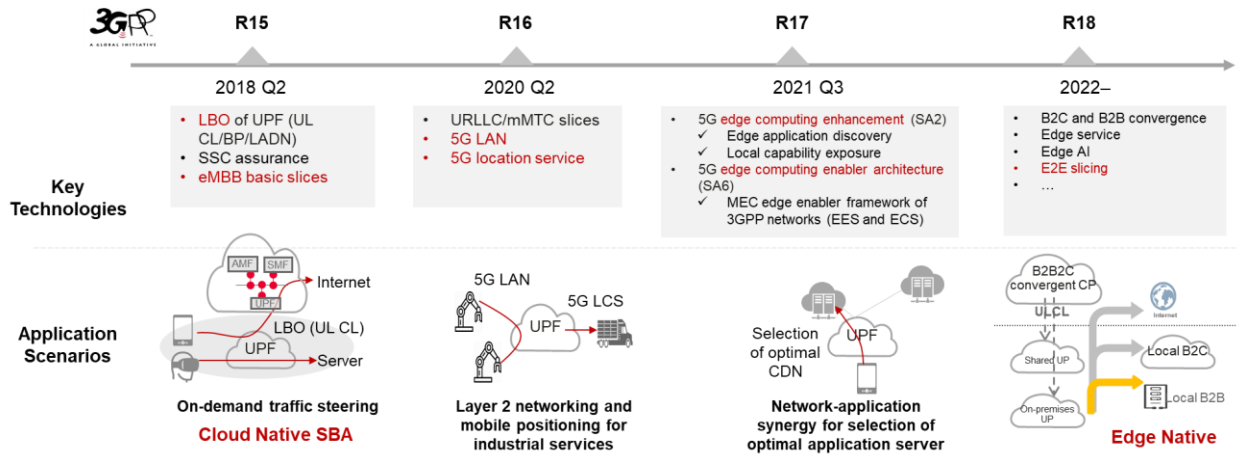 3GPP
A GLOBAL INITIATIVE
R15
R16
R17
R18
2018 Q2
2020 Q2
2021 Q3
2022–
Key
Technologies
• LBO of UPF (UL
CL/BP/LADN)
• SSC assurance
• eMBB basic slices
• URLLC/mMTC slices
• 5G LAN
• 5G location service
• 5G edge computing enhancement (SA2)
✓ Edge application discovery
✓ Local capability exposure
• 5G edge computing enabler architecture
(SA6)
✓ MEC edge enabler framework of
3GPP networks (EES and ECS)
• B2C and B2B convergence
• Edge service
• Edge AI
• E2E slicing
• …
Application
Scenarios
AMF
SMF
UPF
Internet
LBO (UL CL)
UPF
Server
On-demand traffic steering
Cloud Native SBA
5G LAN
5G LCS
UPF
Layer 2 networking and
mobile positioning for
industrial services
Selection
of optimal
CDN
UPF
Network-application
synergy for selection of
optimal application server
B2B2C
convergent CP
ULCL
Internet
Shared UP
Local B2C
On-premises
UP
Local B2B
Edge Native